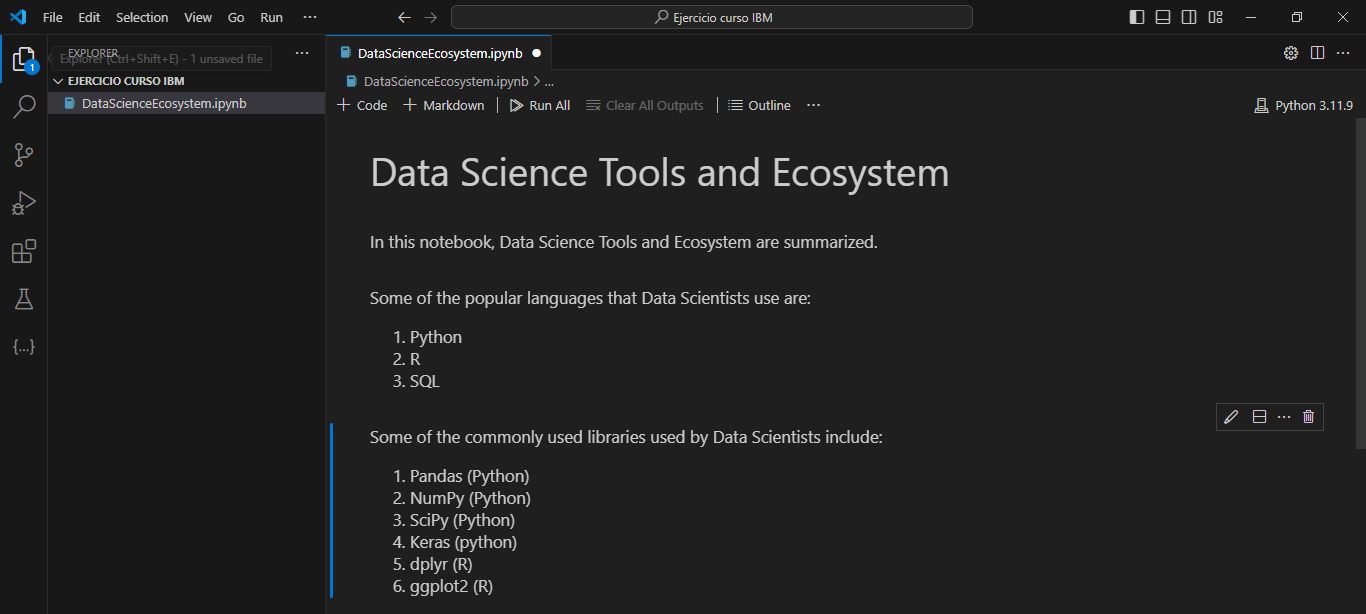 File Edit Selection View Go Run ···
Ejercicio curso IBM
EXPLORER
Explorer (Ctrl+Shift+E) - 1 unsaved file
1
EJERCICIO CURSO IBM
DataScienceEcosystem.ipynb
DataScienceEcosystem.ipynb
DataScienceEcosystem.ipynb > ...
+ Code + Markdown | Run All Clear All Outputs | Outline ···
Python 3.11.9
Data Science Tools and Ecosystem
In this notebook, Data Science Tools and Ecosystem are summarized.
Some of the popular languages that Data Scientists use are:
1. Python
2. R
3. SQL
Some of the commonly used libraries used by Data Scientists include:
1. Pandas (Python)
2. NumPy (Python)
3. SciPy (Python)
4. Keras (python)
5. dplyr (R)
6. ggplot2 (R)